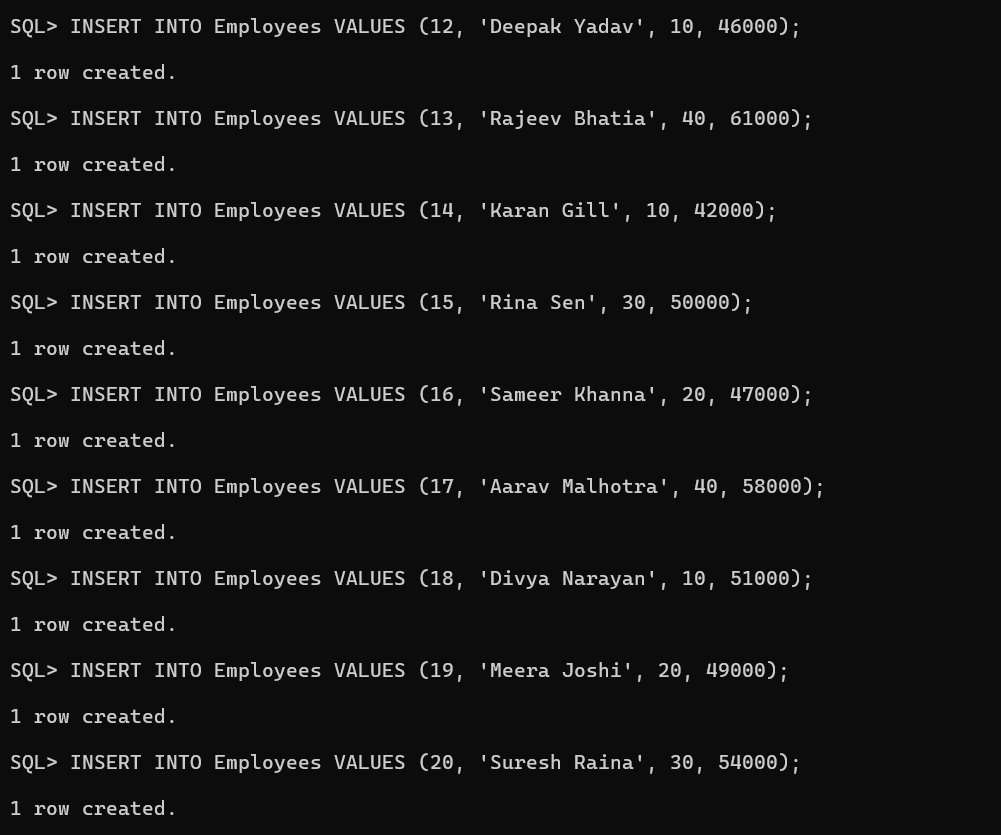 SQL> INSERT INTO Employees VALUES (12, 'Deepak Yadav', 10, 46000);
1 row created.
SQL> INSERT INTO Employees VALUES (13, 'Rajeev Bhatia', 40, 61000);
1 row created.
SQL> INSERT INTO Employees VALUES (14, 'Karan Gill', 10, 42000);
1 row created.
SQL> INSERT INTO Employees VALUES (15, 'Rina Sen', 30, 50000);
1 row created.
SQL> INSERT INTO Employees VALUES (16, 'Sameer Khanna', 20, 47000);
1 row created.
SQL> INSERT INTO Employees VALUES (17, 'Aarav Malhotra', 40, 58000);
1 row created.
SQL> INSERT INTO Employees VALUES (18, 'Divya Narayan', 10, 51000);
1 row created.
SQL> INSERT INTO Employees VALUES (19, 'Meera Joshi', 20, 49000);
1 row created.
SQL> INSERT INTO Employees VALUES (20, 'Suresh Raina', 30, 54000);
1 row created.